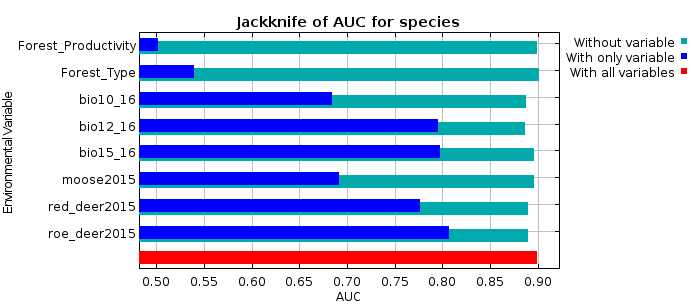 Jackknife of AUC for species
Environmental Variable
Forest_Productivity
Forest_Type
bio10_16
bio12_16
bio15_16
moose2015
red_deer2015
roe_deer2015
0.50 0.55 0.60 0.65 0.70 0.75 0.80 0.85 0.90
AUC
Without variable
With only variable
With all variables